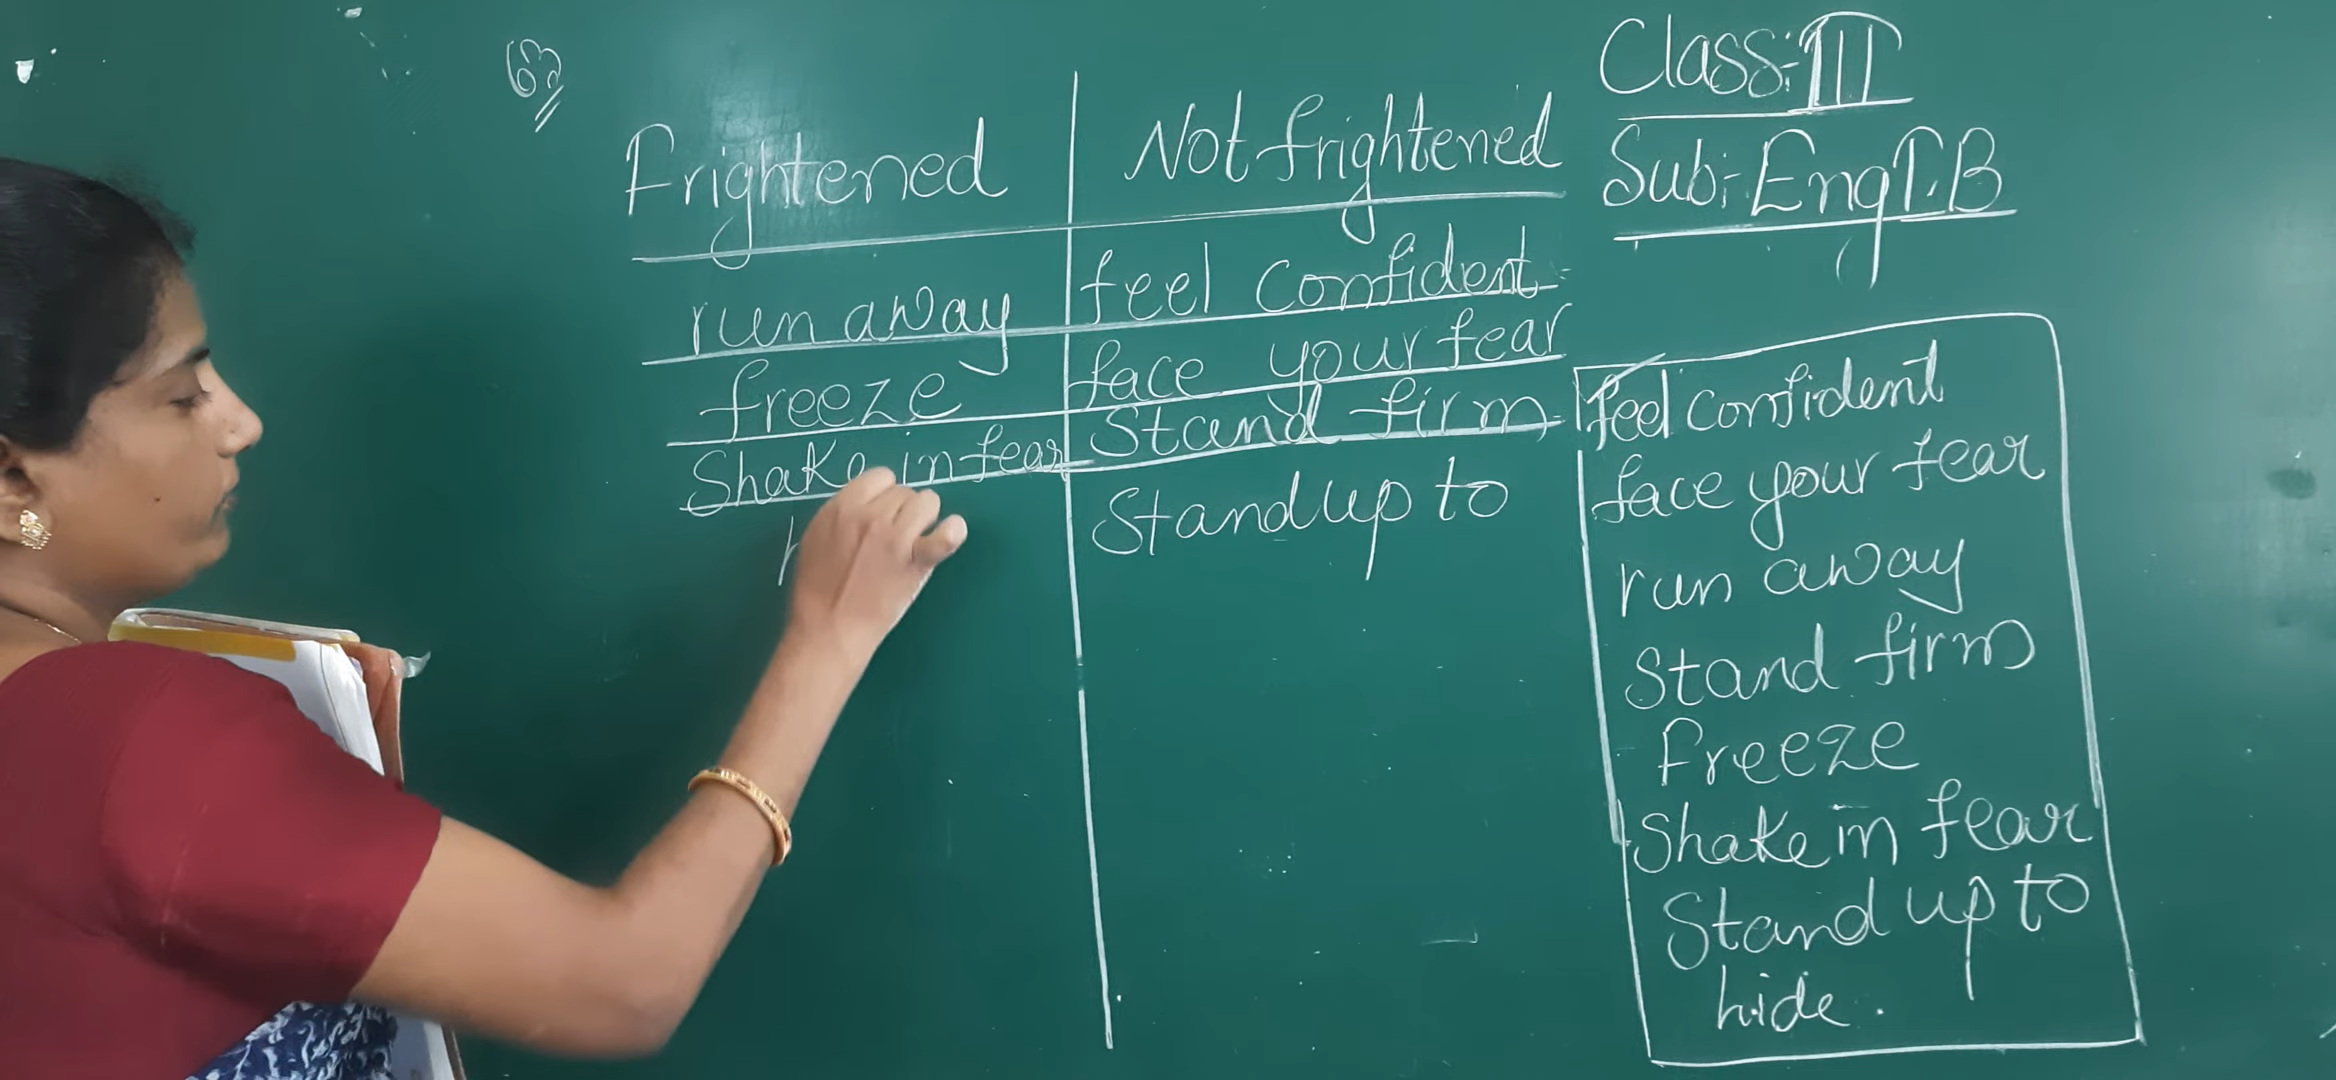 Class:- III
Sub:- Eng T.B
Frightened | Not frightened
run away | feel confident
freeze | face your fear
Shake in fear | Stand firm
h | Stand up to
feel confident
face your fear
run away
Stand firm
freeze
Shake in fear
Stand up to
hide.